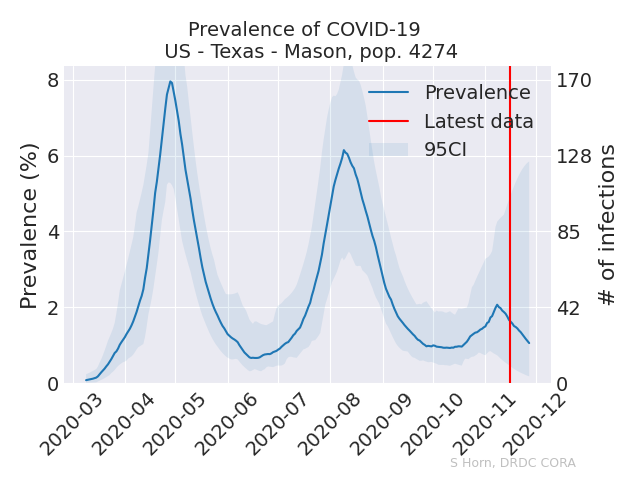 Prevalence of COVID-19
US - Texas - Mason, pop. 4274
Prevalence (%)
8
6
4
2
0
170
128
85
42
0
# of infections
Prevalence
Latest data
95CI
2020-03
2020-04
2020-05
2020-06
2020-07
2020-08
2020-09
2020-10
2020-11
2020-12
S Horn, DRDC CORA